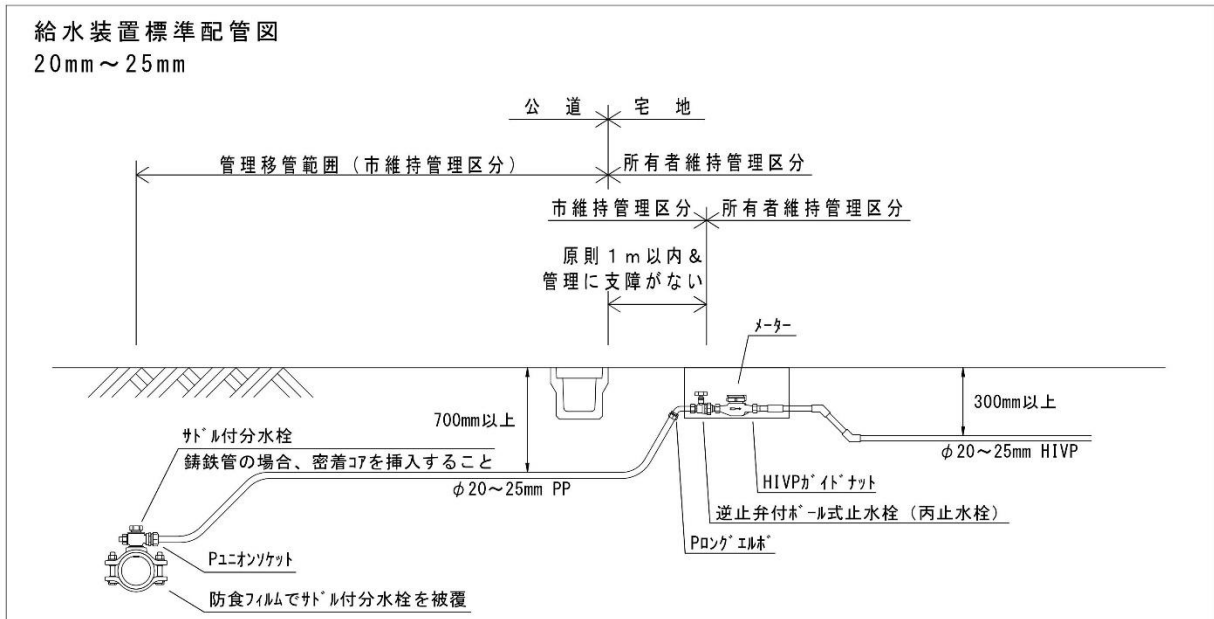 給水装置標準配管図
20mm～25mm
公 道
宅 地
管理移管範囲（市維持管理区分）
所有者維持管理区分
市維持管理区分
所有者維持管理区分
原則１ｍ以内＆
管理に支障がない
ﾒｰﾀｰ
700mm以上
300mm以上
ｻﾄﾞﾙ付分水栓
鋳鉄管の場合、密着ｺｱを挿入すること
φ20～25mm PP
φ20～25mm HIVP
HIVPｶﾞｲﾄﾞﾅｯﾄ
逆止弁付ﾎﾞｰﾙ式止水栓（丙止水栓）
Pﾛﾝｸﾞｴﾙﾎﾞ
Pﾕﾆｵﾝｿｹｯﾄ
防食ﾌｨﾙﾑでｻﾄﾞﾙ付分水栓を被覆